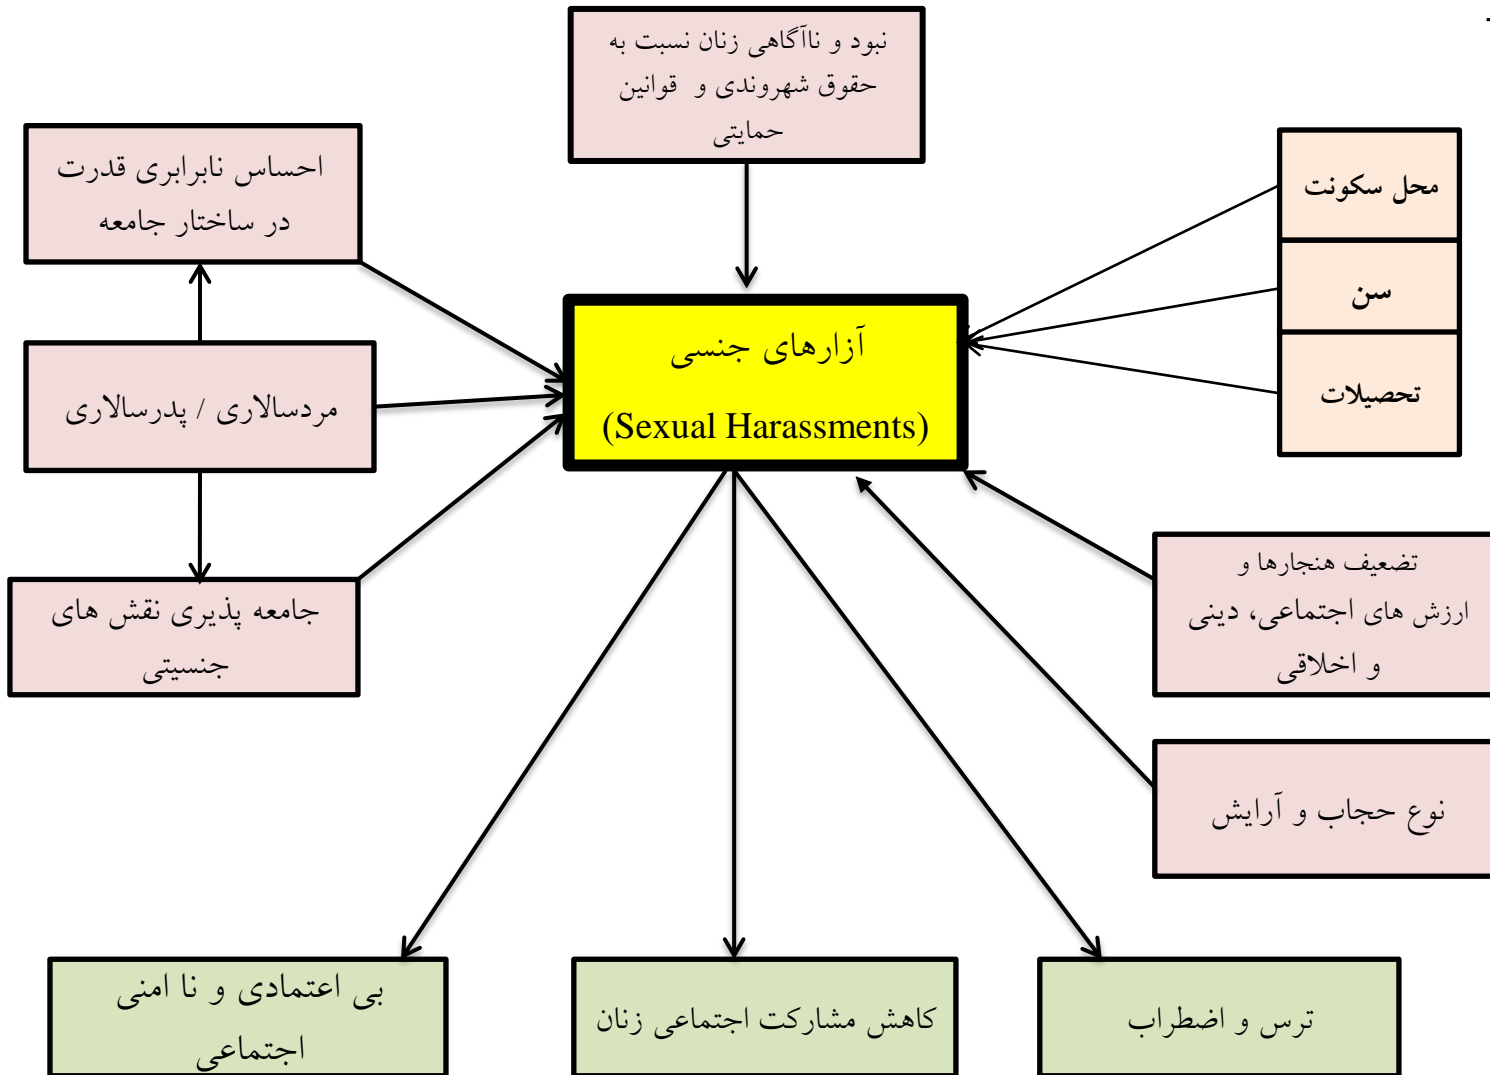 نبود و ناآگاهی زنان نسبت به
حقوق شهروندی و قوانین
حمایتی
احساس نابرابری قدرت
در ساختار جامعه
محل سکونت
سن
تحصیلات
آزارهای جنسی
(Sexual Harassments)
مردسالاری / پدرسالاری
جامعه پذیری نقش های
جنسیتی
تضعیف هنجارها و
ارزش های اجتماعی، دینی
و اخلاقی
نوع حجاب و آرایش
ترس و اضطراب
کاهش مشارکت اجتماعی زنان
بی اعتمادی و نا امنی
اجتماعی